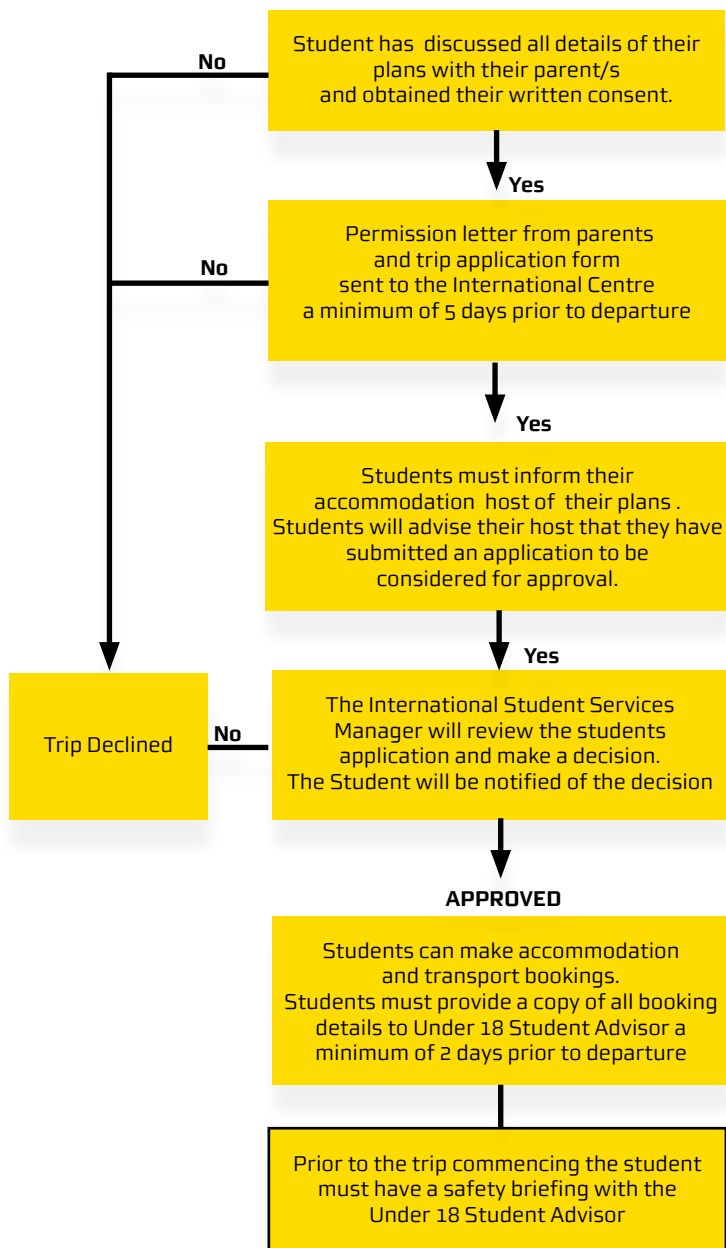 Student has discussed all details of their
plans with their parent/s
and obtained their written consent.
No
Yes
Permission letter from parents
and trip application form
sent to the International Centre
a minimum of 5 days prior to departure
No
Yes
Students must inform their
accommodation host of their plans .
Students will advise their host that they have
submitted an application to be
considered for approval.
Yes
The International Student Services
Manager will review the students
application and make a decision.
The Student will be notified of the decision
No
Trip Declined
APPROVED
Students can make accommodation
and transport bookings.
Students must provide a copy of all booking
details to Under 18 Student Advisor a
minimum of 2 days prior to departure
Prior to the trip commencing the student
must have a safety briefing with the
Under 18 Student Advisor